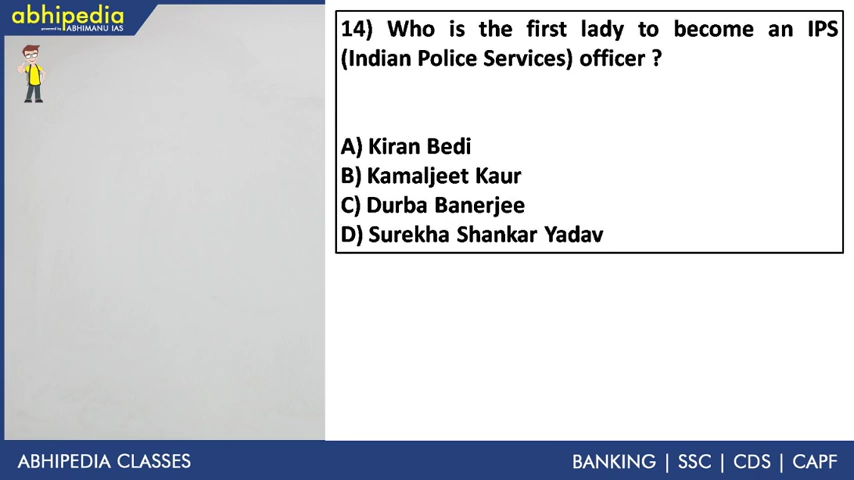 abhipedia
powered by ABHIMANU IAS
14) Who is the first lady to become an IPS
(Indian Police Services) officer ?
A) Kiran Bedi
B) Kamaljeet Kaur
C) Durba Banerjee
D) Surekha Shankar Yadav
ABHIPEDIA CLASSES
BANKING | SSC | CDS | CAPF